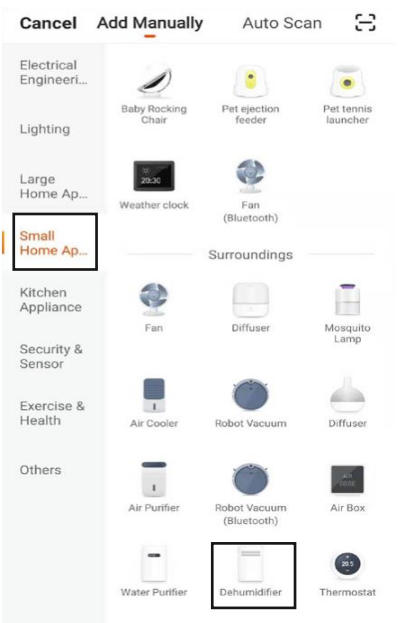 Cancel Add Manually Auto Scan
Electrical
Engineeri...
Lighting
Large
Home Ap...
Small
Home Ap...
Kitchen
Appliance
Security &
Sensor
Exercise &
Health
Others
Baby Rocking
Chair
Pet ejection
feeder
Pet tennis
launcher
20:30
Weather clock
Fan
(Bluetooth)
Surroundings
Fan
Diffuser
Mosquito
Lamp
Air Cooler
Robot Vacuum
Diffuser
Air Purifier
Robot Vacuum
(Bluetooth)
Air Box
Water Purifier
Dehumidifier
20.5
Thermostat